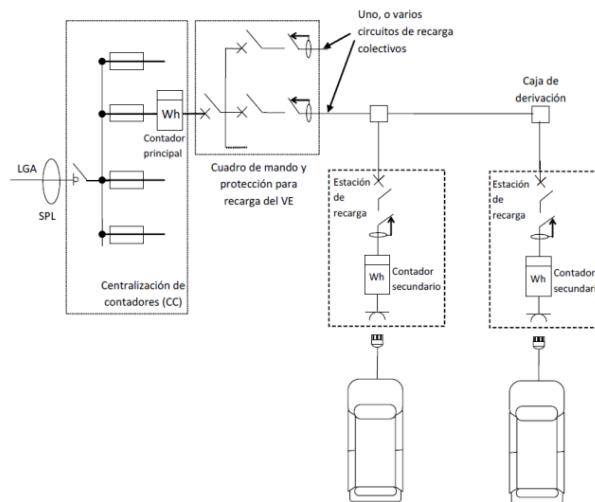 Uno, o varios
circuitos de recarga
colectivos
Caja de
derivación
Wh
Contador
principal
LGA
SPL
Cuadro de mando y
protección para
recarga del VE
Centralización de
contadores (CC)
Estación
de
recarga
Wh
Contador
secundario
Estación
de
recarga
Wh
Contador
secundari